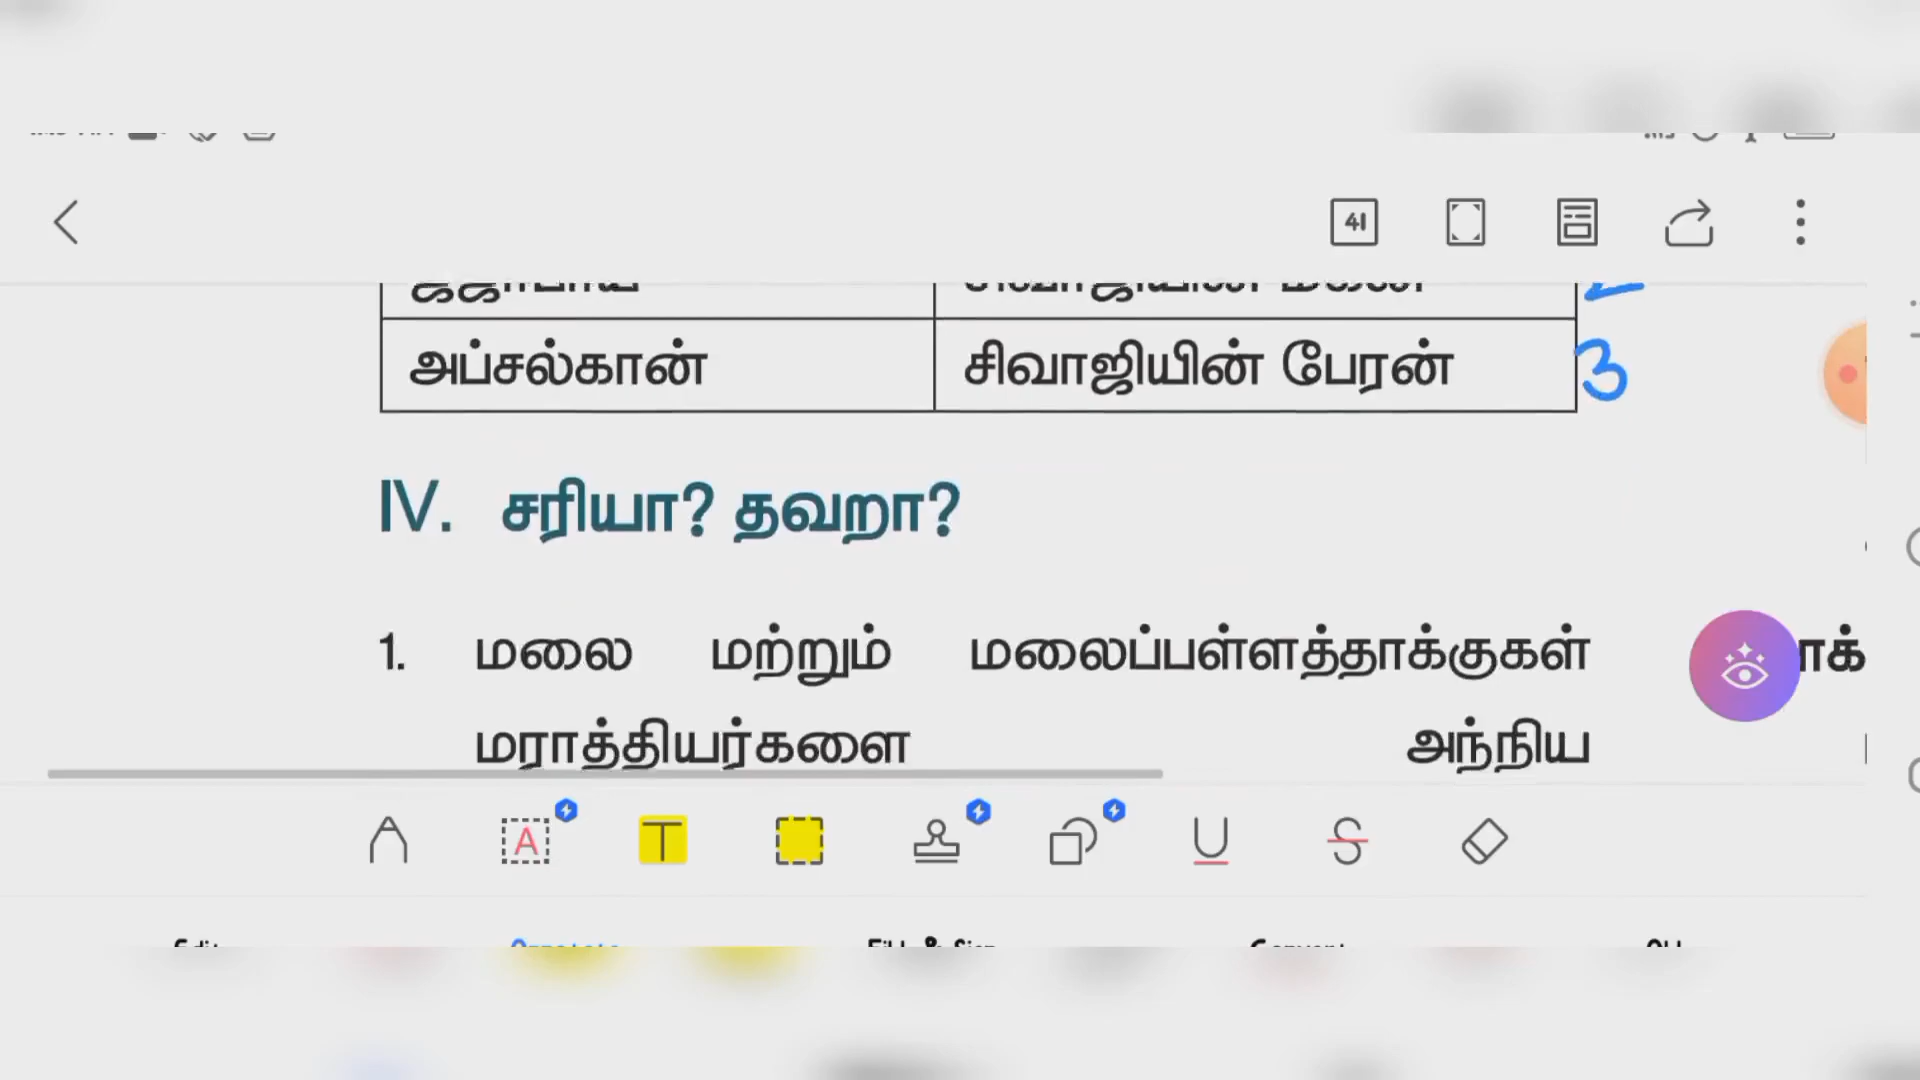 41
அப்சல்கான் சிவாஜியின் பேரன் 3
IV. சரியா? தவறா?
1. மலை மற்றும் மலைப்பள்ளத்தாக்குகள்
மராத்தியர்களை அந்நிய